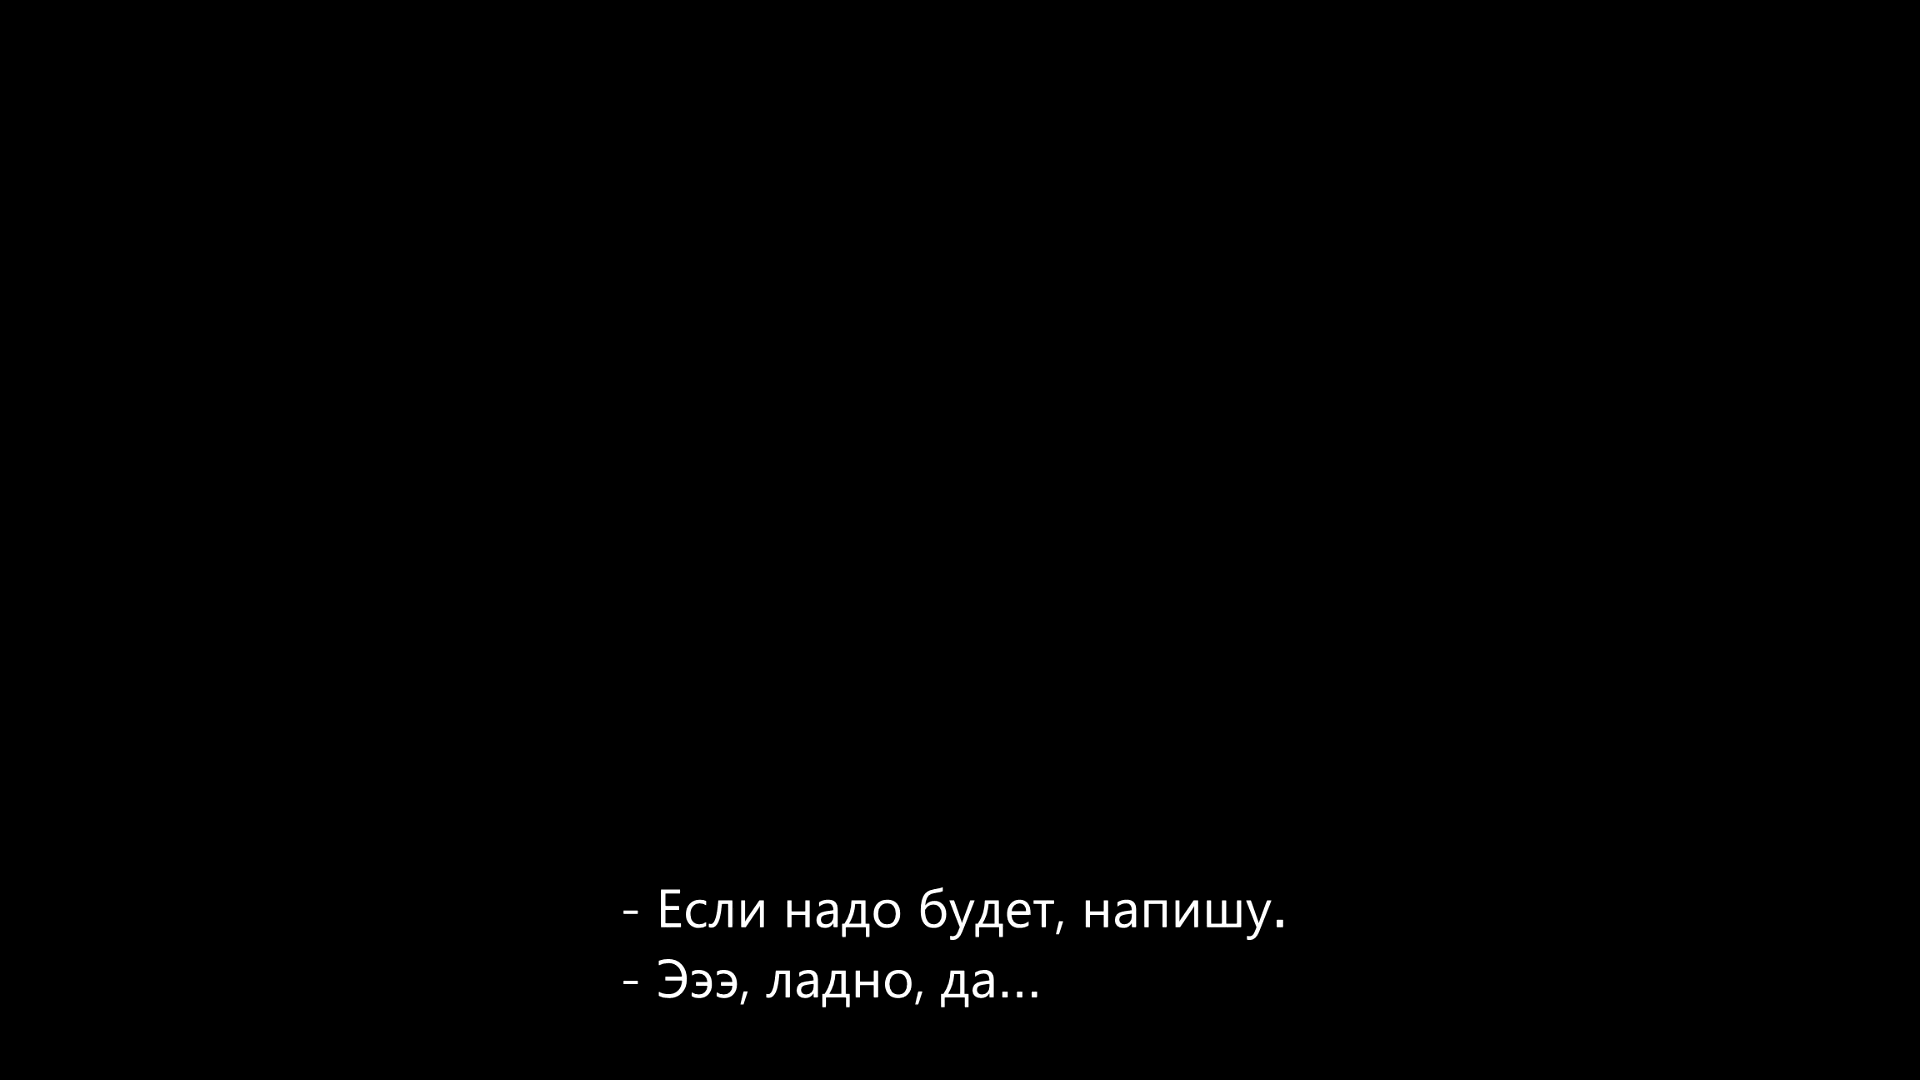 - Если надо будет, напишу.
- Эээ, ладно, да...